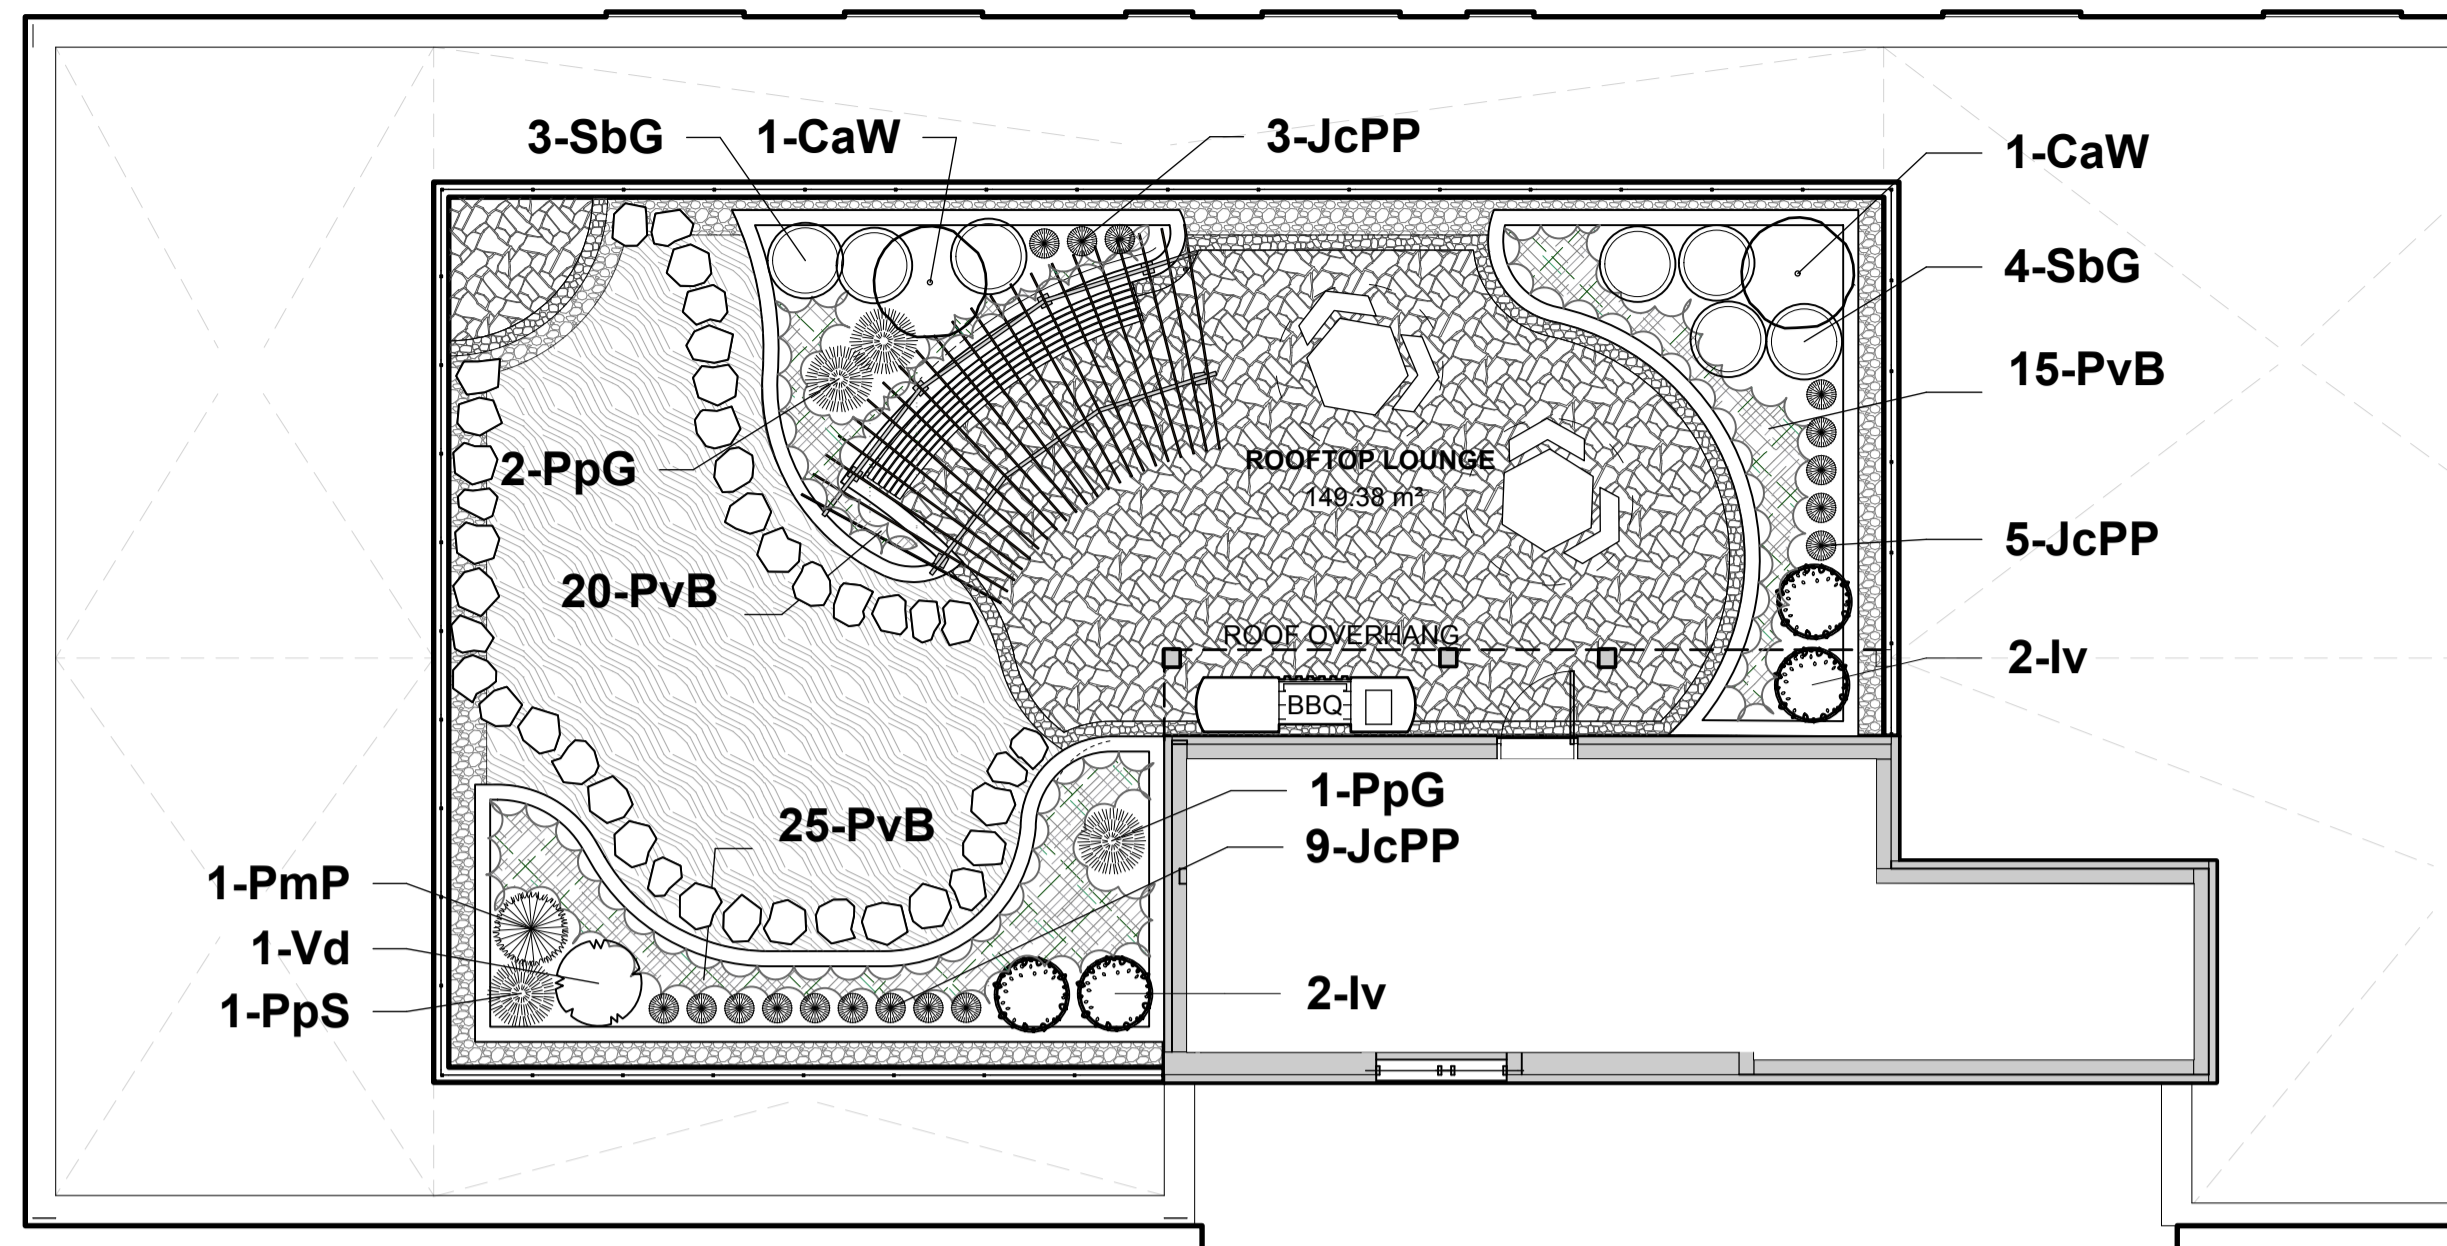 3-SbG
1-CaW
3-JcPP
1-CaW
4-SbG
15-PvB
2-PpG
ROOFTOP LOUNGE
149.38 m²
5-JcPP
20-PvB
ROOF OVERHANG
2-Iv
BBQ
1-PpG
25-PvB
9-JcPP
1-PmP
1-Vd
2-Iv
1-PpS